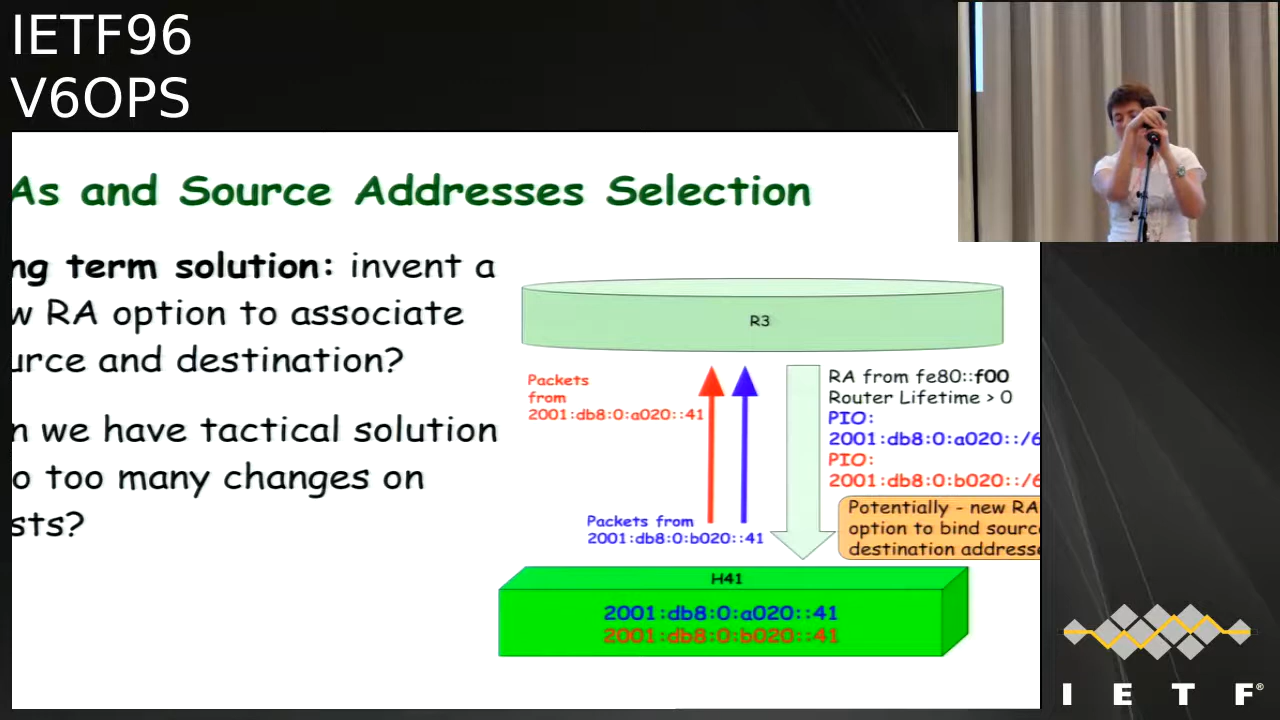 IETF96
V6OPS
As and Source Addresses Selection
ng term solution: invent a
w RA option to associate
urce and destination?
n we have tactical solution
o too many changes on
sts?
R3
Packets
from
2001:db8:0:a020::41
RA from fe80::f00
Router Lifetime > 0
PIO:
2001:db8:0:a020::/6
PIO:
2001:db8:0:b020::/6
Packets from
2001:db8:0:b020::41
Potentially - new RA
option to bind sourc
destination addresse
H41
2001:db8:0:a020::41
2001:db8:0:b020::41
I E T F®